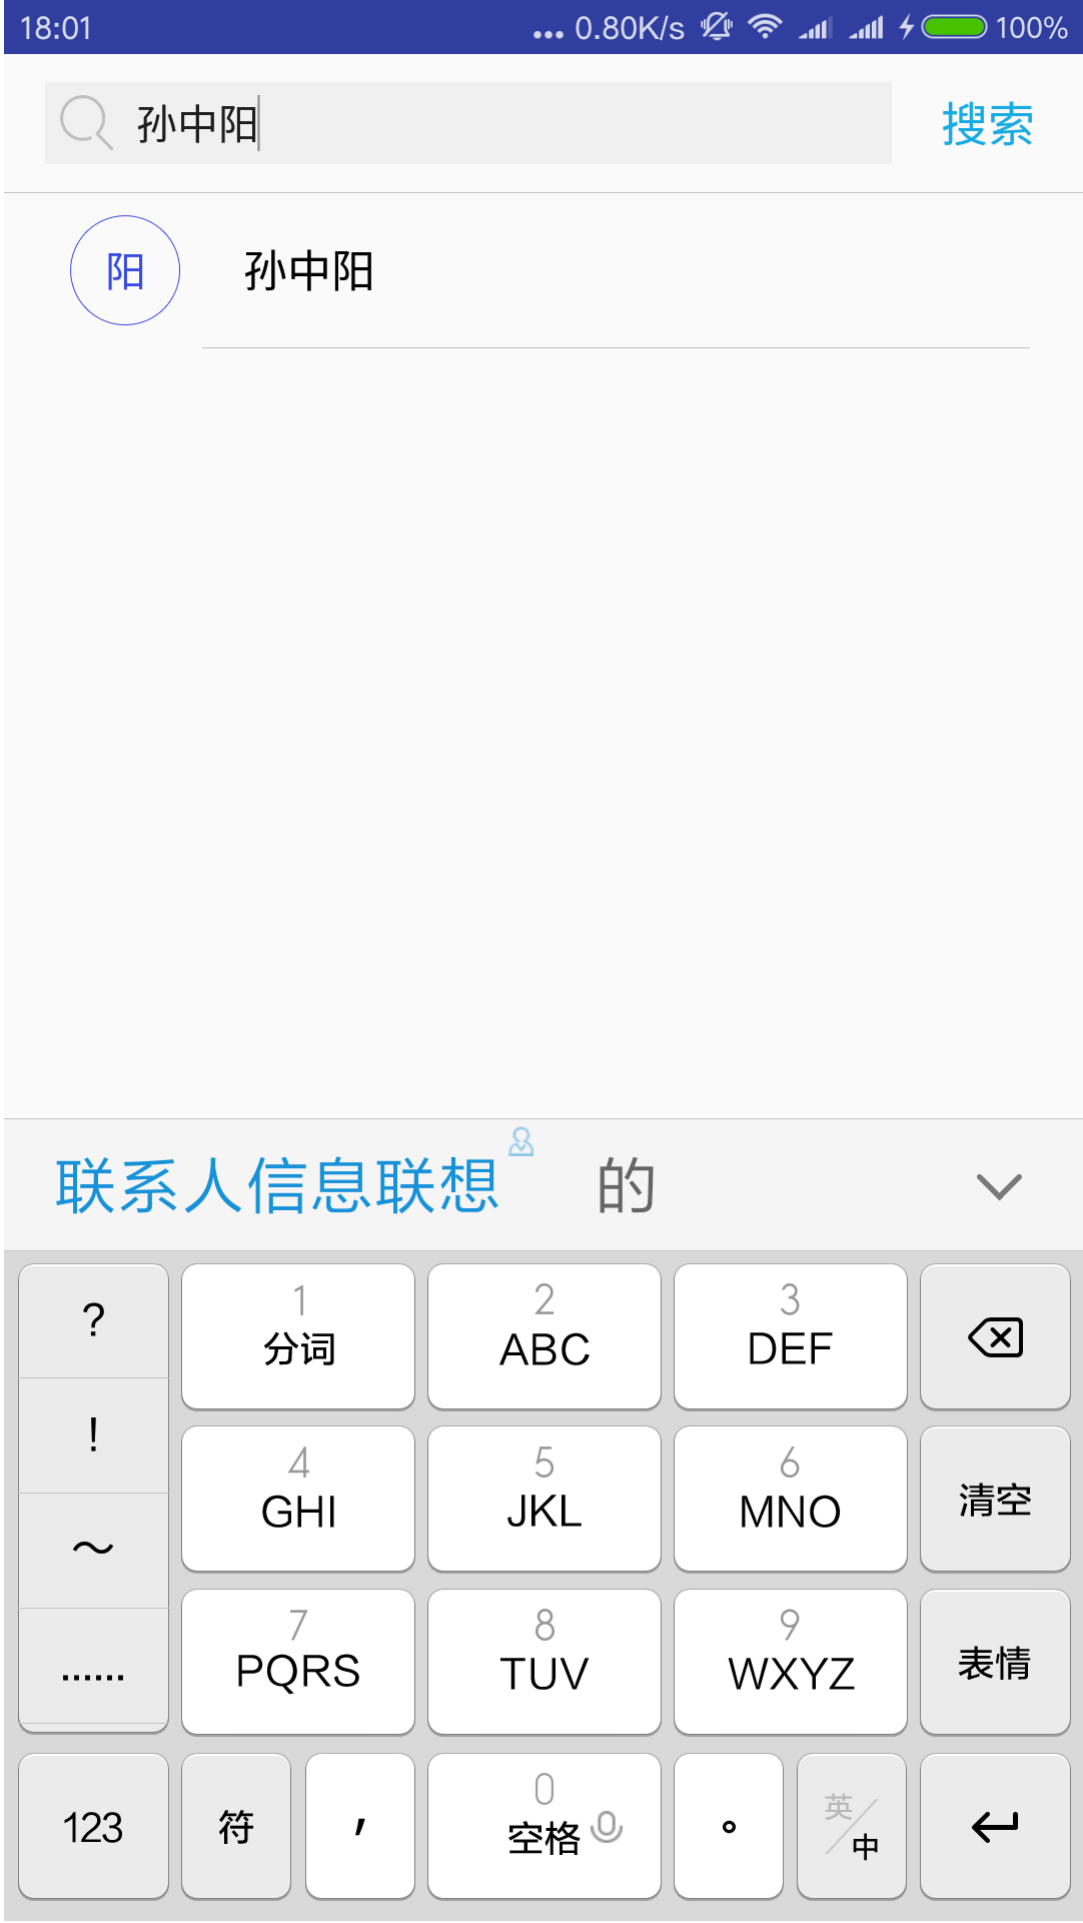 18:01 ... 0.80K/s 100%
孙中阳 搜索
阳 孙中阳
联系人信息联想 的
? 1 2 3
分词 ABC DEF
! 4 5 6
GHI JKL MNO 清空
～ 7 8 9
PQRS TUV WXYZ 表情
......
123 符 , 0 空格 。 英/中